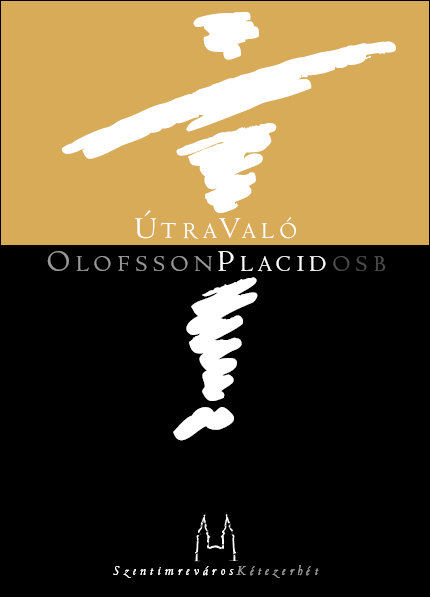 ÚTRAVALÓ
OLOFSSONPLACIDOSB
SzentimrevárosKétezerhét